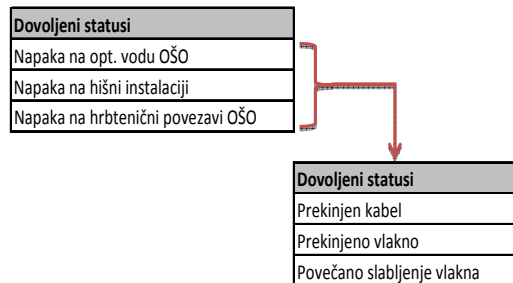 Dovoljeni statusi
Napaka na opt. vodu OŠO
Napaka na hišni instalaciji
Napaka na hrbtenični povezavi OŠO
Dovoljeni statusi
Prekinjen kabel
Prekinjeno vlakno
Povečano slabljenje vlakna